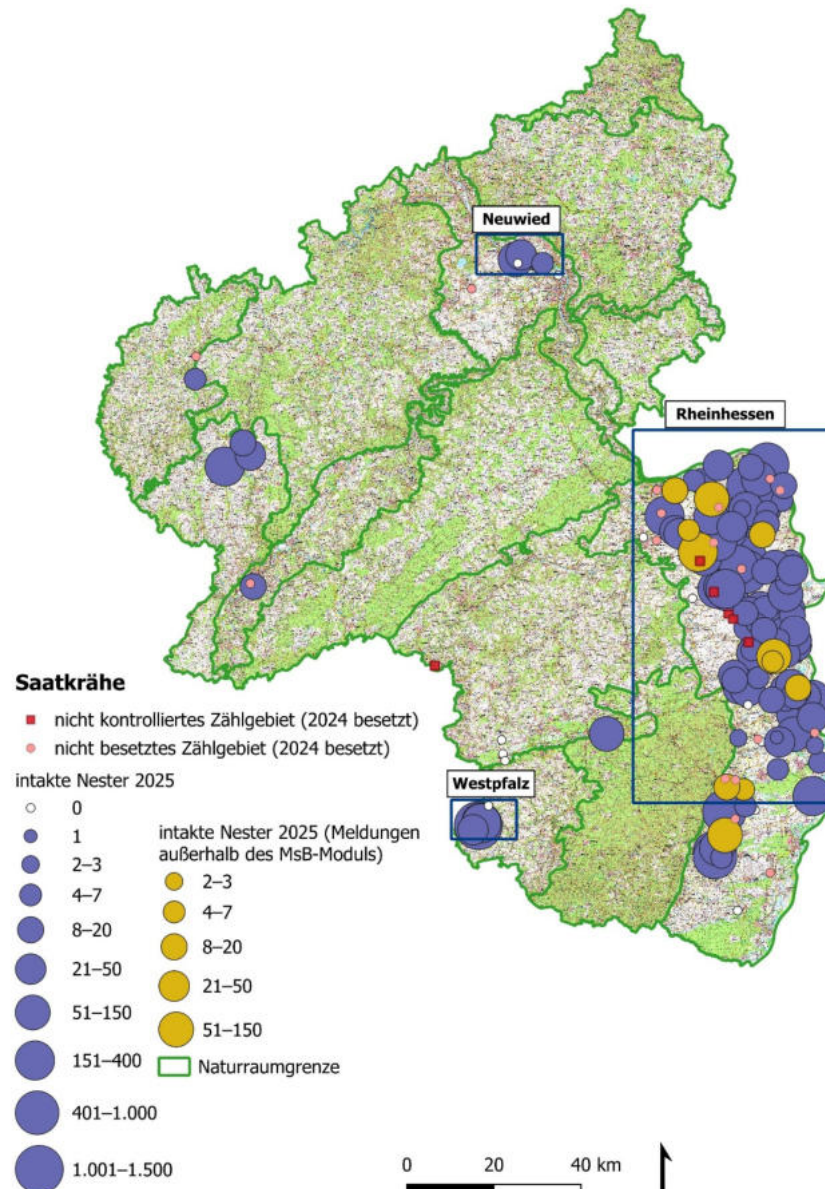 Neuwied
Rheinhessen
Saatkrähe
nicht kontrolliertes Zählgebiet (2024 besetzt)
nicht besetztes Zählgebiet (2024 besetzt)
Westpfalz
intakte Nester 2025
0
1
2–3
4–7
8–20
21–50
51–150
151–400
401–1.000
1.001–1.500
intakte Nester 2025 (Meldungen
außerhalb des MsB-Moduls)
2–3
4–7
8–20
21–50
51–150
Naturraumgrenze
0 20 40 km